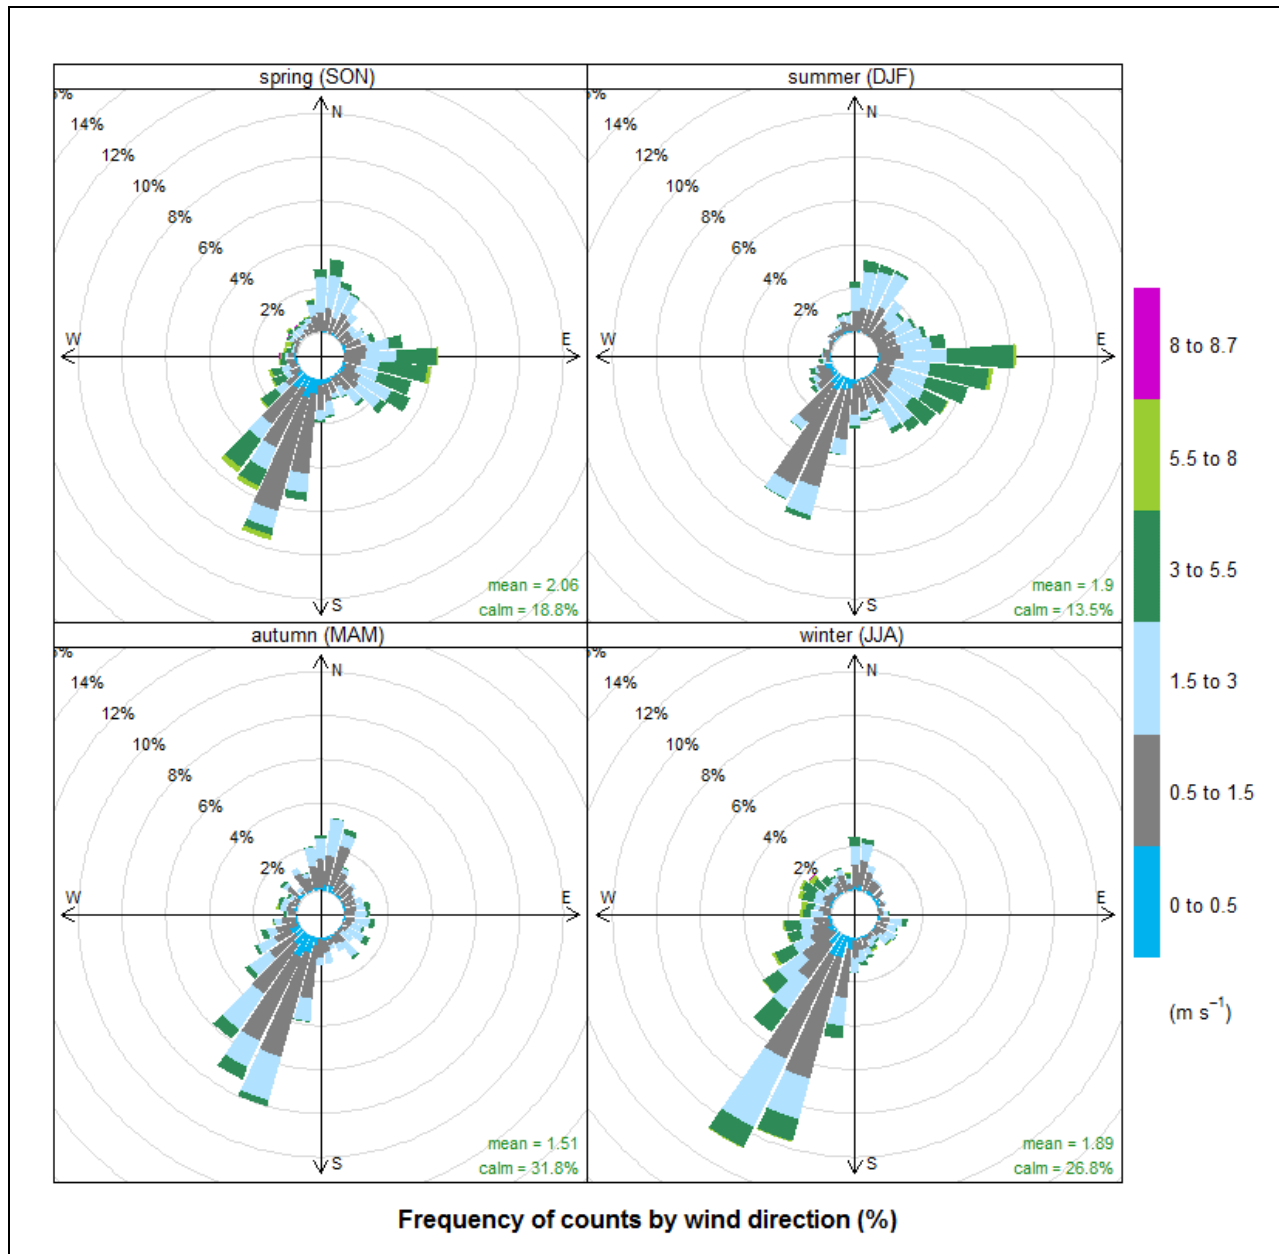 spring (SON)
summer (DJF)
14%
12%
10%
8%
6%
4%
2%
N
W
E
S
mean = 2.06
calm = 18.8%
14%
12%
10%
8%
6%
4%
2%
N
W
E
S
mean = 1.9
calm = 13.5%
autumn (MAM)
winter (JJA)
14%
12%
10%
8%
6%
4%
2%
N
W
E
S
mean = 1.51
calm = 31.8%
14%
12%
10%
8%
6%
4%
2%
N
W
E
S
mean = 1.89
calm = 26.8%
8 to 8.7
5.5 to 8
3 to 5.5
1.5 to 3
0.5 to 1.5
0 to 0.5
(m s⁻¹)
Frequency of counts by wind direction (%)